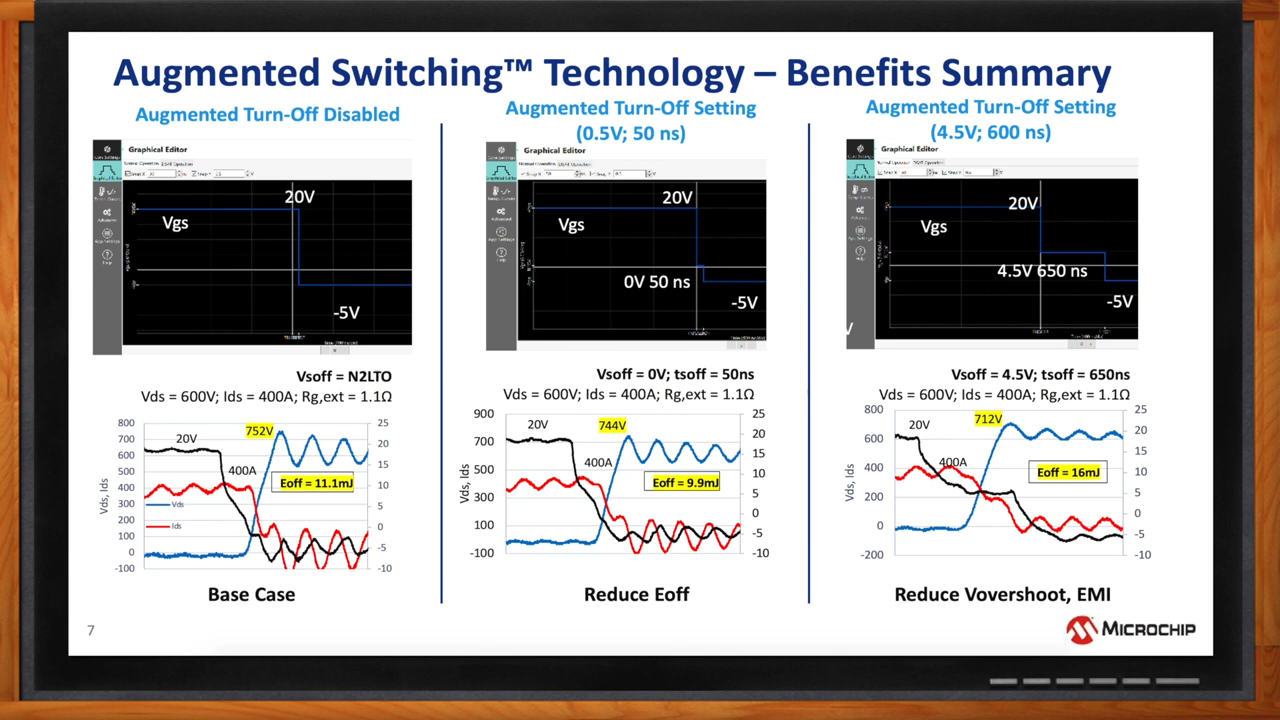 Augmented Switching™ Technology – Benefits Summary
Augmented Turn-Off Disabled
Graphical Editor
20V
Vgs
-5V
Vsoff = N2LTO
Vds = 600V; Ids = 400A; Rg,ext = 1.1Ω
800
700
600
500
400
300
200
100
0
-100
Vds, Ids
25
20
15
10
5
0
-5
-10
20V
752V
400A
Eoff = 11.1mJ
Vds
Ids
Base Case
Augmented Turn-Off Setting
(0.5V; 50 ns)
Graphical Editor
20V
Vgs
0V 50 ns
-5V
Vsoff = 0V; tsoff = 50ns
Vds = 600V; Ids = 400A; Rg,ext = 1.1Ω
900
700
500
300
100
-100
Vds, Ids
25
20
15
10
5
0
-5
-10
20V
744V
400A
Eoff = 9.9mJ
Reduce Eoff
Augmented Turn-Off Setting
(4.5V; 600 ns)
Graphical Editor
20V
Vgs
4.5V 650 ns
-5V
V
Vsoff = 4.5V; tsoff = 650ns
Vds = 600V; Ids = 400A; Rg,ext = 1.1Ω
800
600
400
200
0
-200
Vds, Ids
25
20
15
10
5
0
-5
-10
20V
712V
400A
Eoff = 16mJ
Reduce Vovershoot, EMI
7
MICROCHIP